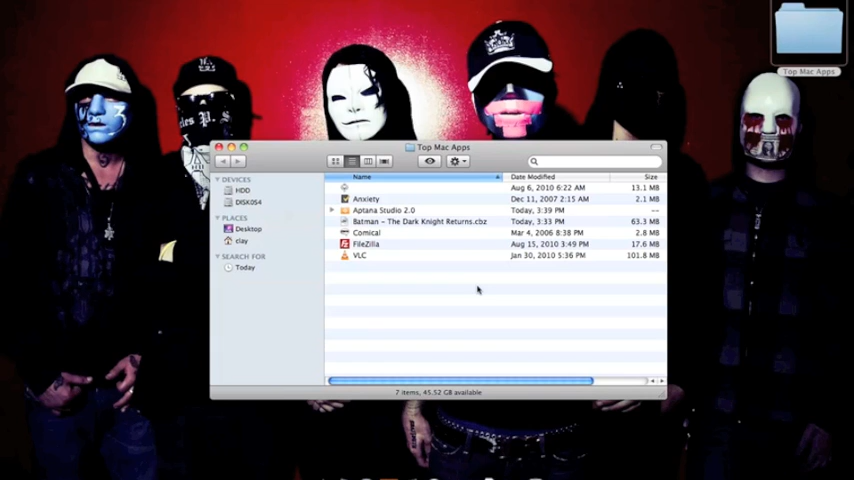 Top Mac Apps
Top Mac Apps
DEVICES
HDD
DISK0S4
PLACES
Desktop
clay
SEARCH FOR
Today
Name Date Modified Size
Aug 6, 2010 6:22 AM 13.1 MB
Anxiety Dec 11, 2007 2:15 AM 2.1 MB
Aptana Studio 2.0 Today, 3:39 PM --
Batman – The Dark Knight Returns.cbz Today, 3:33 PM 63.3 MB
Comical Mar 4, 2006 8:38 PM 2.8 MB
FileZilla Aug 15, 2010 3:49 PM 17.6 MB
VLC Jan 30, 2010 5:36 PM 101.8 MB
7 items, 45.52 GB available